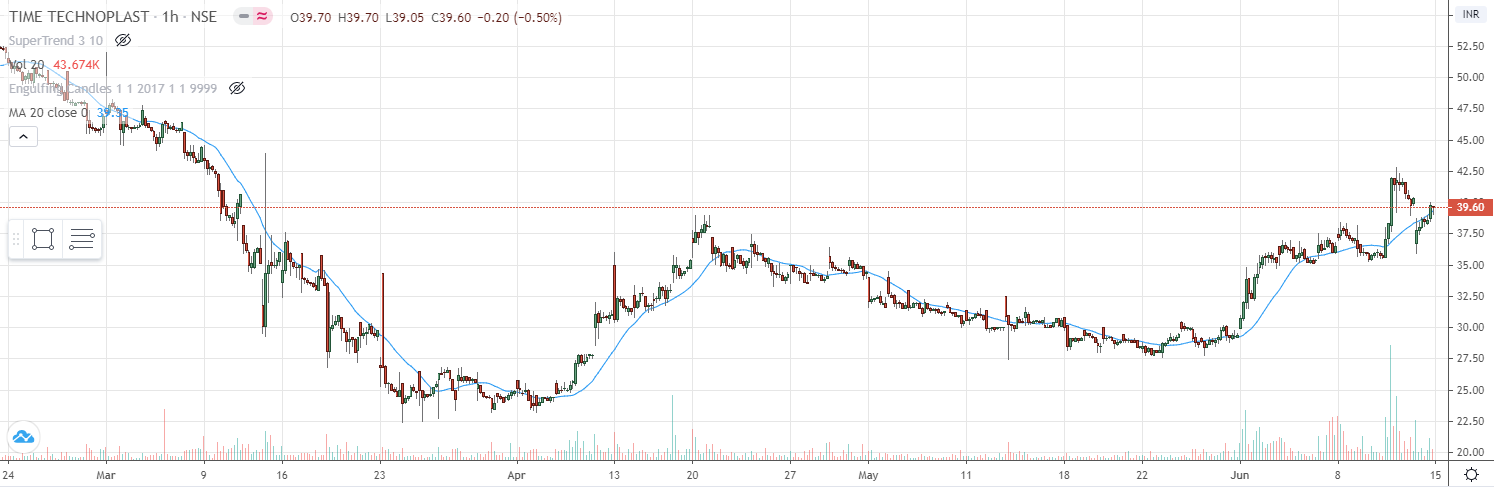 TIME TECHNOPLAST · 1h · NSE O39.70 H39.70 L39.05 C39.60 −0.20 (−0.50%)
SuperTrend 3 10
Vol 20 43.674K
Engulfing Candles 1 1 2017 1 1 9999
MA 20 close 0 39.35
INR
52.50
50.00
47.50
45.00
42.50
39.60
37.50
35.00
32.50
30.00
27.50
25.00
22.50
20.00
24 Mar 9 16 23 Apr 13 20 27 May 11 18 22 Jun 8 15